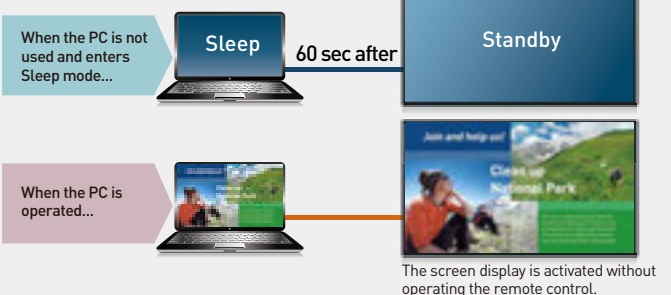 When the PC is not
used and enters
Sleep mode...
Sleep
60 sec after
Standby
When the PC is
operated...
Join and help us!
Clean up
National Park
The screen display is activated without
operating the remote control.